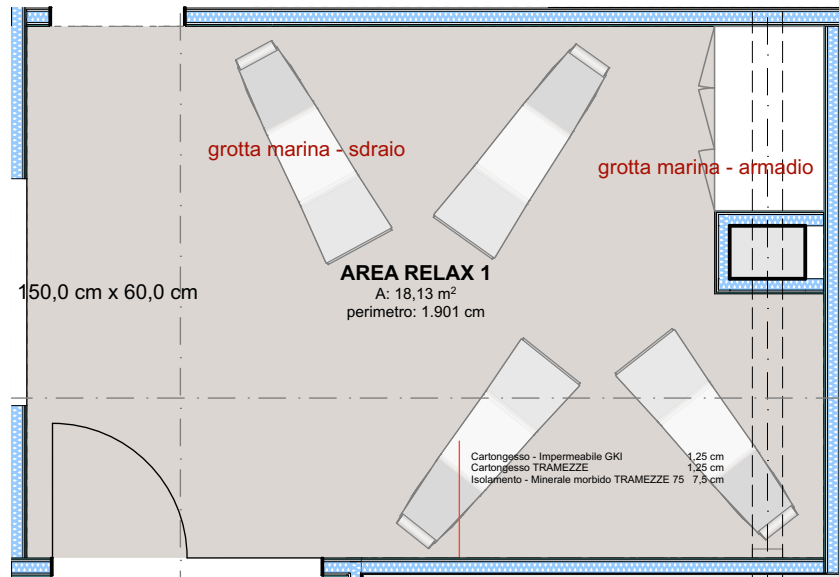 grotta marina - sdraio
grotta marina - armadio
AREA RELAX 1
A: 18,13 m²
perimetro: 1.901 cm
150,0 cm x 60,0 cm
Cartongesso - Impermeabile GKI 1,25 cm
Cartongesso TRAMEZZE 1,25 cm
Isolamento - Minerale morbido TRAMEZZE 75 7,5 cm